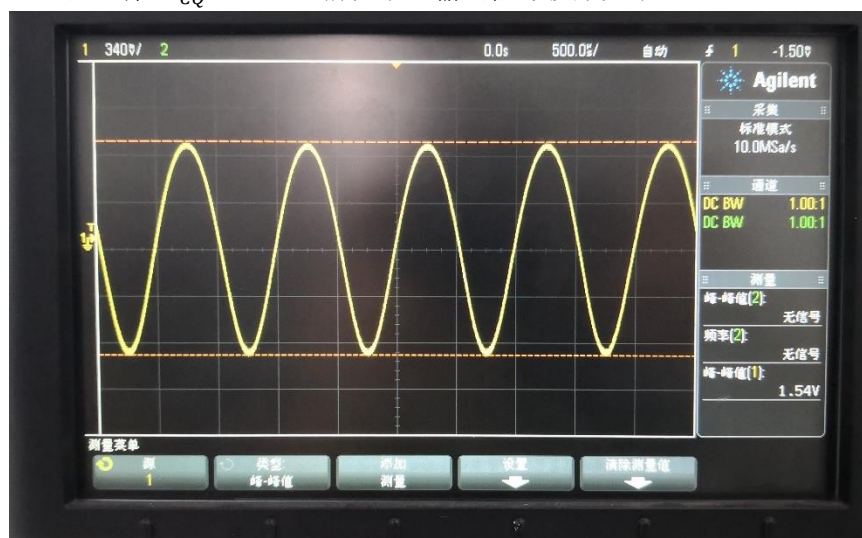 1 340▽/ 2 0.0s 500.0▽/ 自动 1 -1.50▽
Agilent
采集
标准模式
10.0MSa/s
通道
DC BW 1.00:1
DC BW 1.00:1
测量
峰-峰值(2):
无信号
频率(2):
无信号
峰-峰值(1):
1.54V
测量菜单
源
1
类型:
峰-峰值
添加
测量
设置
清除测量值